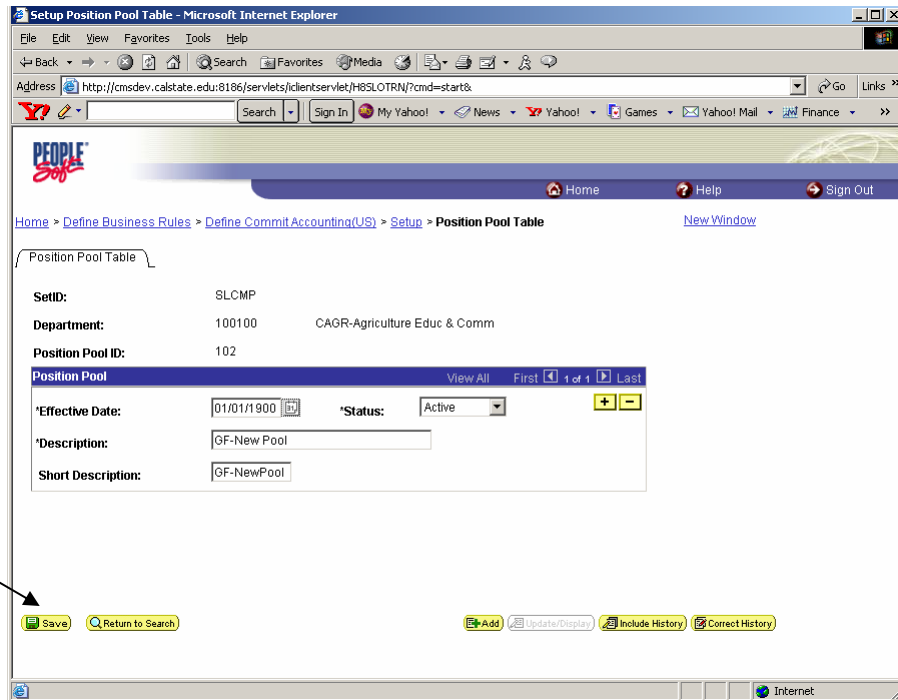 Setup Position Pool Table - Microsoft Internet Explorer
File Edit View Favorites Tools Help
Back Search Favorites Media
Address http://cmsdev.calstate.edu:8186/servlets/iclientservlet/H8SLOTRN/?cmd=start& Go Links »
Y! Search Sign In My Yahoo! News Yahoo! Games Yahoo! Mail Finance »
PEOPLE
Soft
Home Help Sign Out
Home > Define Business Rules > Define Commit Accounting(US) > Setup > Position Pool Table New Window
Position Pool Table
SetID: SLCMP
Department: 100100 CAGR-Agriculture Educ & Comm
Position Pool ID: 102
Position Pool View All First 1 of 1 Last
*Effective Date: 01/01/1900 *Status: Active + −
*Description: GF-New Pool
Short Description: GF-NewPool
Save Return to Search Add Update/Display Include History Correct History
Internet